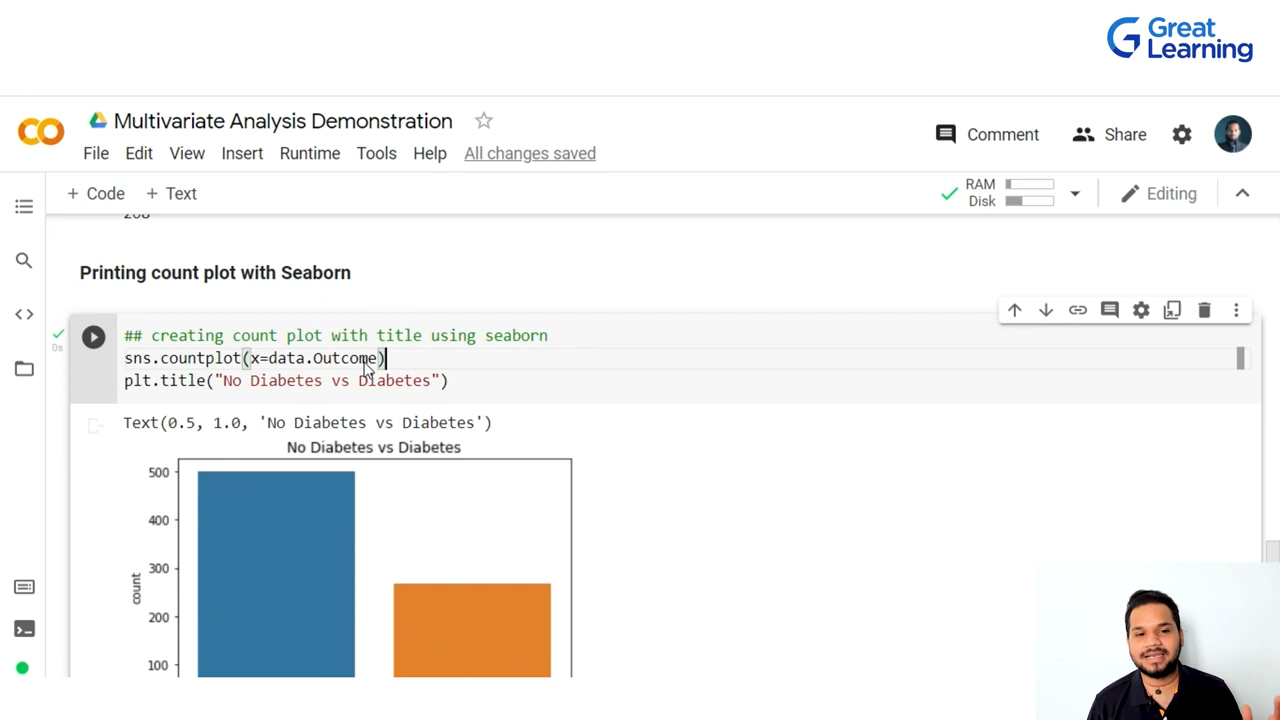 Great
Learning
Multivariate Analysis Demonstration
File Edit View Insert Runtime Tools Help All changes saved
Comment Share
+ Code + Text
RAM
Disk
Editing
Printing count plot with Seaborn
0s
## creating count plot with title using seaborn
sns.countplot(x=data.Outcome)
plt.title("No Diabetes vs Diabetes")
Text(0.5, 1.0, 'No Diabetes vs Diabetes')
No Diabetes vs Diabetes
500
400
300
200
100
count